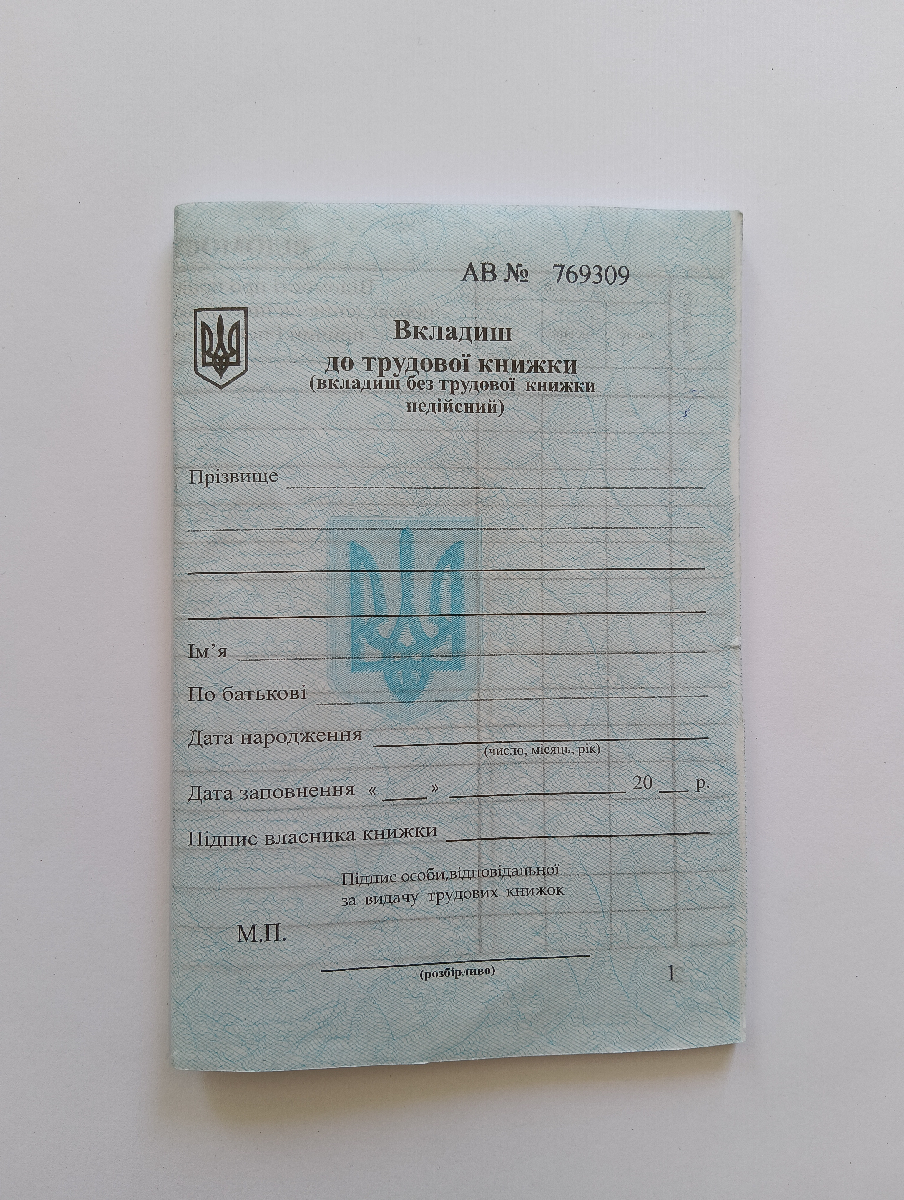 АВ № 769309
Вкладиш
до трудової книжки
(вкладиш без трудової книжки
недійсний)
Прізвище
Ім’я
По батькові
Дата народження
(число, місяць, рік)
Дата заповнення « » 20 р.
Підпис власника книжки
Підпис особи, відповідальної
за видачу трудових книжок
М.П.
(розбірливо)
1